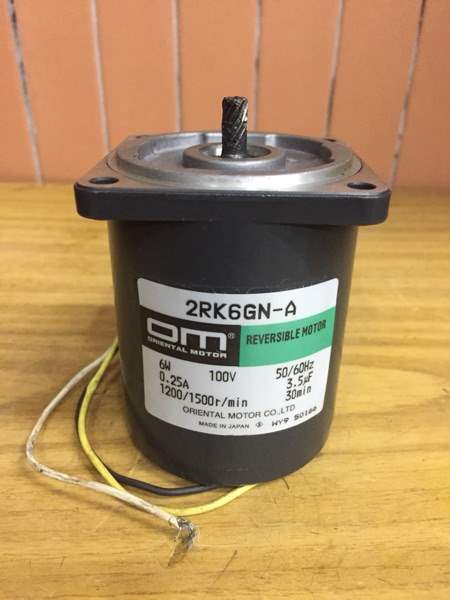 2RK6GN-A
om
ORIENTAL MOTOR
REVERSIBLE MOTOR
6W 100V 50/60Hz
0.25A 3.5µF
1200/1500r/min 30min
ORIENTAL MOTOR CO.,LTD.
MADE IN JAPAN WY9 50166